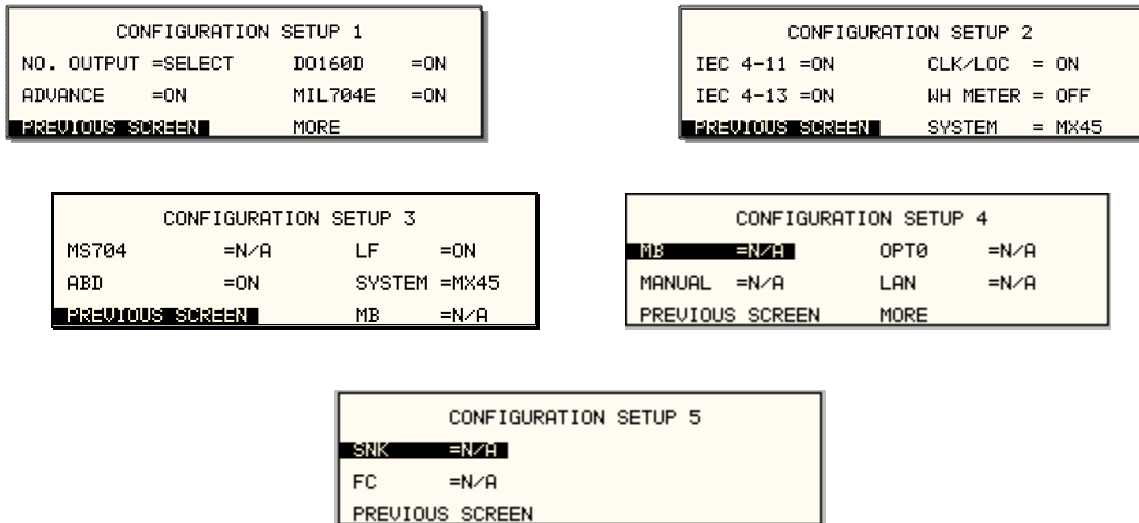 CONFIGURATION SETUP 1
NO. OUTPUT =SELECT DO160D =ON
ADVANCE =ON MIL704E =ON
PREVIOUS SCREEN MORE
CONFIGURATION SETUP 2
IEC 4-11 =ON CLK/LOC = ON
IEC 4-13 =ON WH METER = OFF
PREVIOUS SCREEN SYSTEM = MX45
CONFIGURATION SETUP 3
MS704 =N/A LF =ON
ABD =ON SYSTEM =MX45
PREVIOUS SCREEN MB =N/A
CONFIGURATION SETUP 4
MB =N/A OPT0 =N/A
MANUAL =N/A LAN =N/A
PREVIOUS SCREEN MORE
CONFIGURATION SETUP 5
SNK =N/A
FC =N/A
PREVIOUS SCREEN